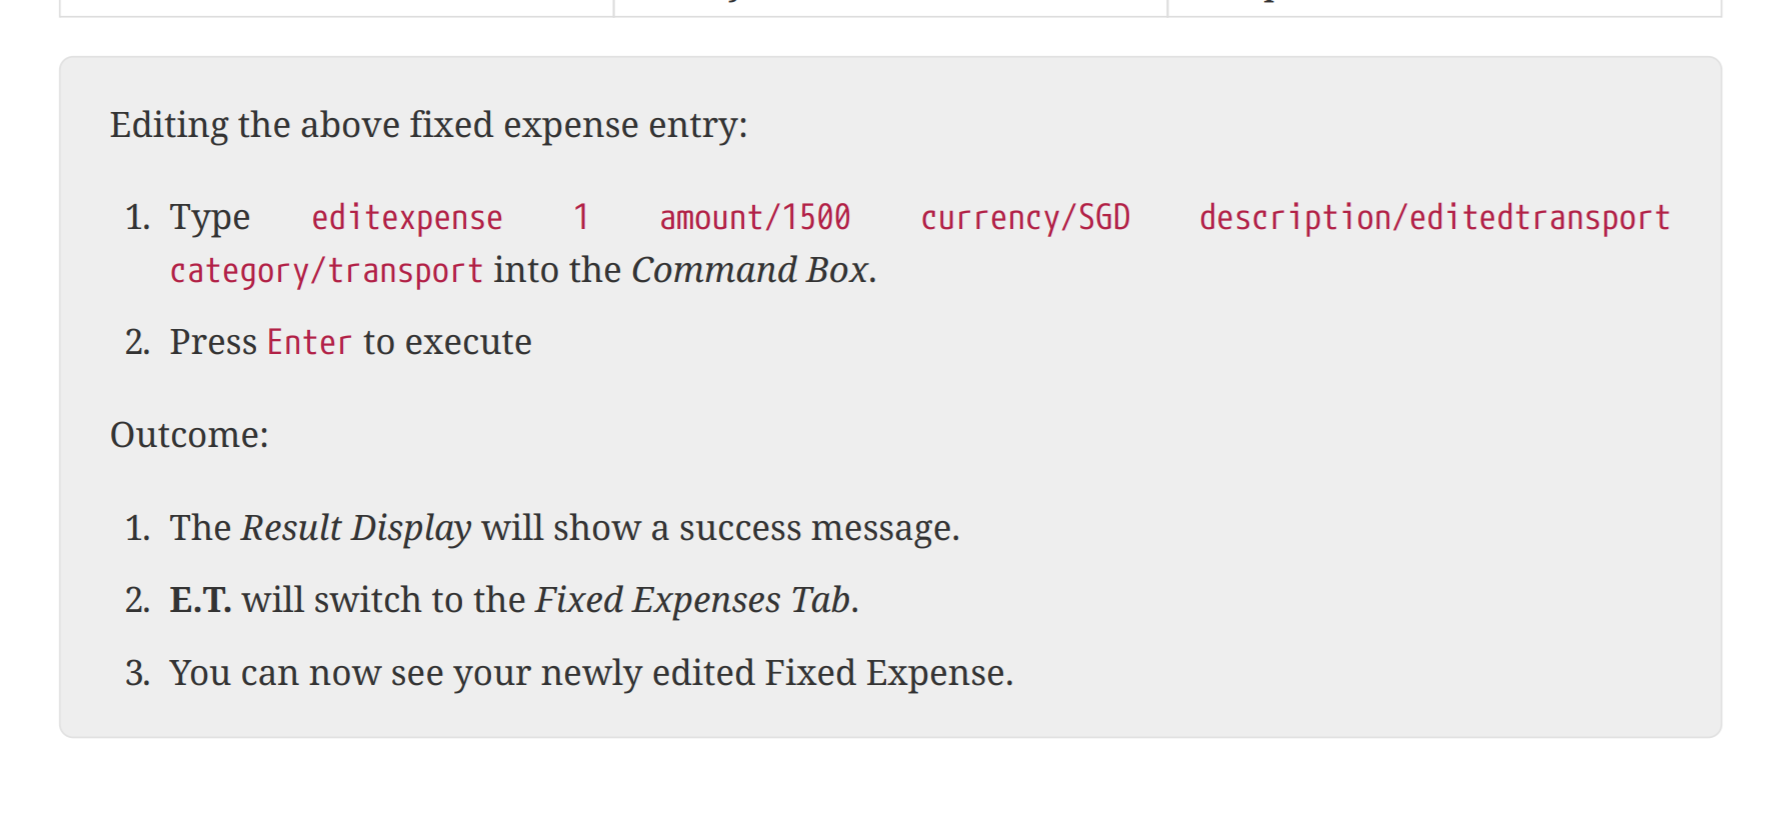 Editing the above fixed expense entry:
1. Type editexpense 1 amount/1500 currency/SGD description/editedtransport
category/transport into the Command Box.
2. Press Enter to execute
Outcome:
1. The Result Display will show a success message.
2. E.T. will switch to the Fixed Expenses Tab.
3. You can now see your newly edited Fixed Expense.